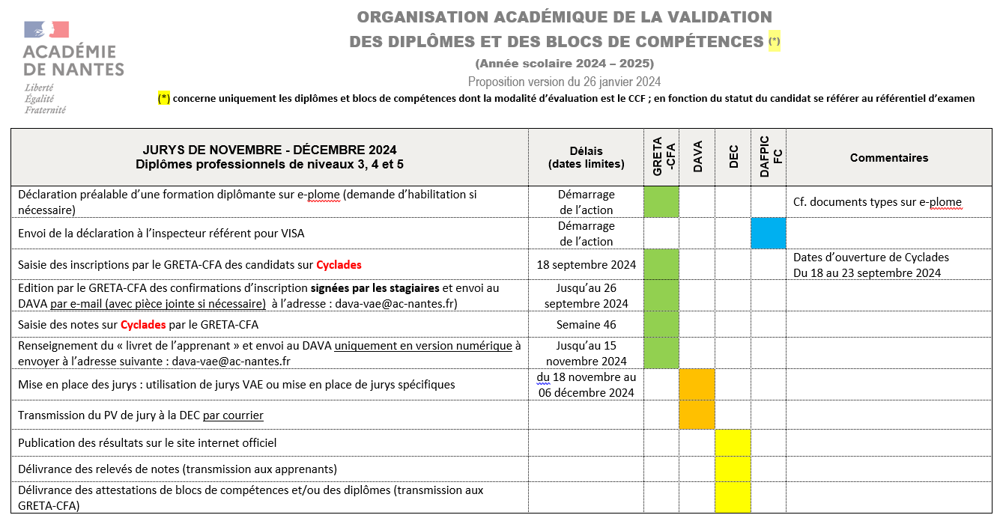 ORGANISATION ACADÉMIQUE DE LA VALIDATION
DES DIPLÔMES ET DES BLOCS DE COMPÉTENCES (*)
(Année scolaire 2024 – 2025)
Proposition version du 26 janvier 2024
(*) concerne uniquement les diplômes et blocs de compétences dont la modalité d’évaluation est le CCF ; en fonction du statut du candidat se référer au référentiel d’examen
ACADÉMIE
DE NANTES
Liberté
Égalité
Fraternité
JURYS DE NOVEMBRE - DÉCEMBRE 2024
Diplômes professionnels de niveaux 3, 4 et 5
Délais
(dates limites)
GRETA
-CFA
DAVA
DEC
DAFPIC
FC
Commentaires
Déclaration préalable d’une formation diplômante sur e-plome (demande d’habilitation si
nécessaire)
Démarrage
de l’action
Cf. documents types sur e-plome
Envoi de la déclaration à l’inspecteur référent pour VISA
Démarrage
de l’action
Saisie des inscriptions par le GRETA-CFA des candidats sur Cyclades
18 septembre 2024
Dates d’ouverture de Cyclades
Du 18 au 23 septembre 2024
Edition par le GRETA-CFA des confirmations d’inscription signées par les stagiaires et envoi au
DAVA par e-mail (avec pièce jointe si nécessaire) à l’adresse : dava-vae@ac-nantes.fr)
Jusqu’au 26
septembre 2024
Saisie des notes sur Cyclades par le GRETA-CFA
Semaine 46
Renseignement du « livret de l’apprenant » et envoi au DAVA uniquement en version numérique à
envoyer à l’adresse suivante : dava-vae@ac-nantes.fr
Jusqu’au 15
novembre 2024
Mise en place des jurys : utilisation de jurys VAE ou mise en place de jurys spécifiques
du 18 novembre au
06 décembre 2024
Transmission du PV de jury à la DEC par courrier
Publication des résultats sur le site internet officiel
Délivrance des relevés de notes (transmission aux apprenants)
Délivrance des attestations de blocs de compétences et/ou des diplômes (transmission aux
GRETA-CFA)